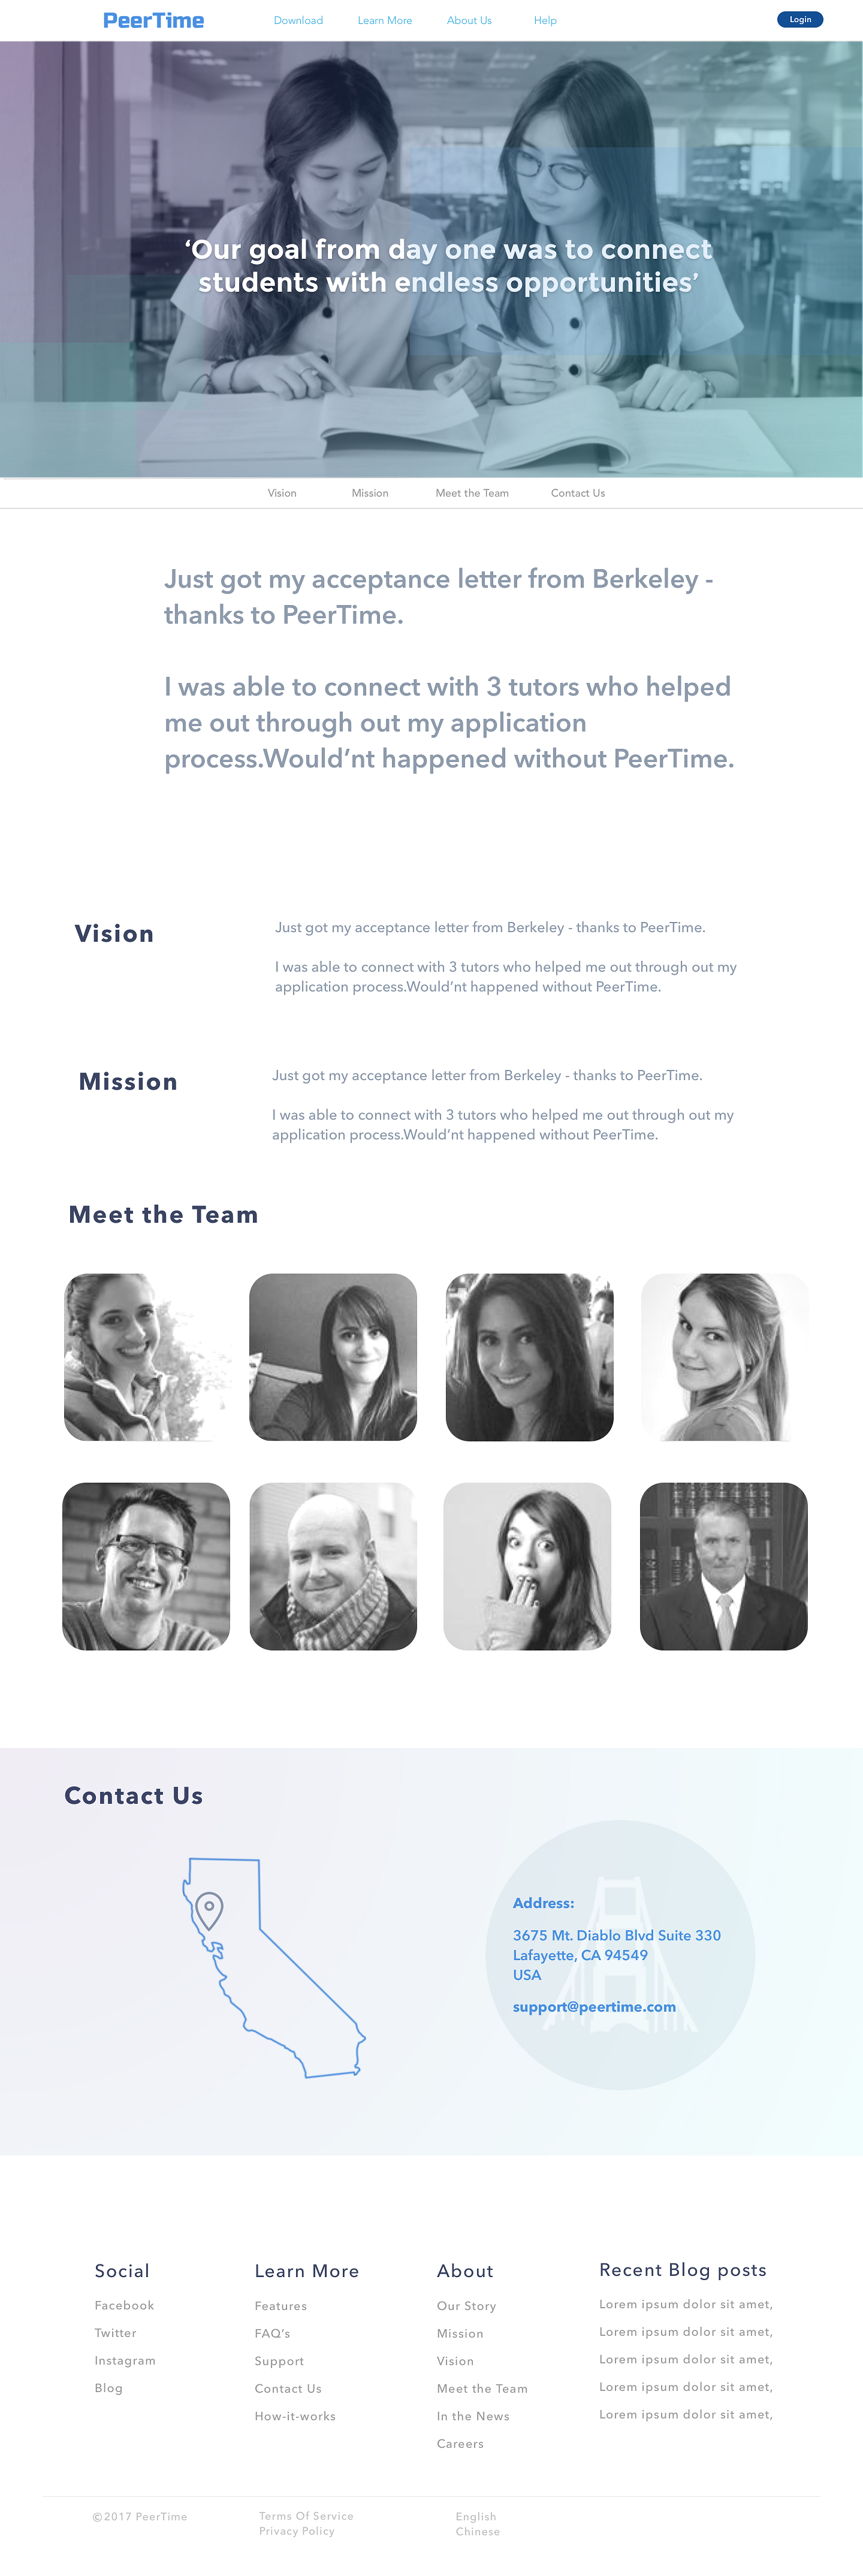 PeerTime
Download Learn More About Us Help
Login
‘Our goal from day one was to connect
students with endless opportunities’
Vision Mission Meet the Team Contact Us
Just got my acceptance letter from Berkeley -
thanks to PeerTime.
I was able to connect with 3 tutors who helped
me out through out my application
process.Would’nt happened without PeerTime.
Vision
Just got my acceptance letter from Berkeley - thanks to PeerTime.
I was able to connect with 3 tutors who helped me out through out my
application process.Would’nt happened without PeerTime.
Mission
Just got my acceptance letter from Berkeley - thanks to PeerTime.
I was able to connect with 3 tutors who helped me out through out my
application process.Would’nt happened without PeerTime.
Meet the Team
Contact Us
Address:
3675 Mt. Diablo Blvd Suite 330
Lafayette, CA 94549
USA
support@peertime.com
Social
Facebook
Twitter
Instagram
Blog
Learn More
Features
FAQ’s
Support
Contact Us
How-it-works
About
Our Story
Mission
Vision
Meet the Team
In the News
Careers
Recent Blog posts
Lorem ipsum dolor sit amet,
Lorem ipsum dolor sit amet,
Lorem ipsum dolor sit amet,
Lorem ipsum dolor sit amet,
Lorem ipsum dolor sit amet,
©2017 PeerTime
Terms Of Service
Privacy Policy
English
Chinese